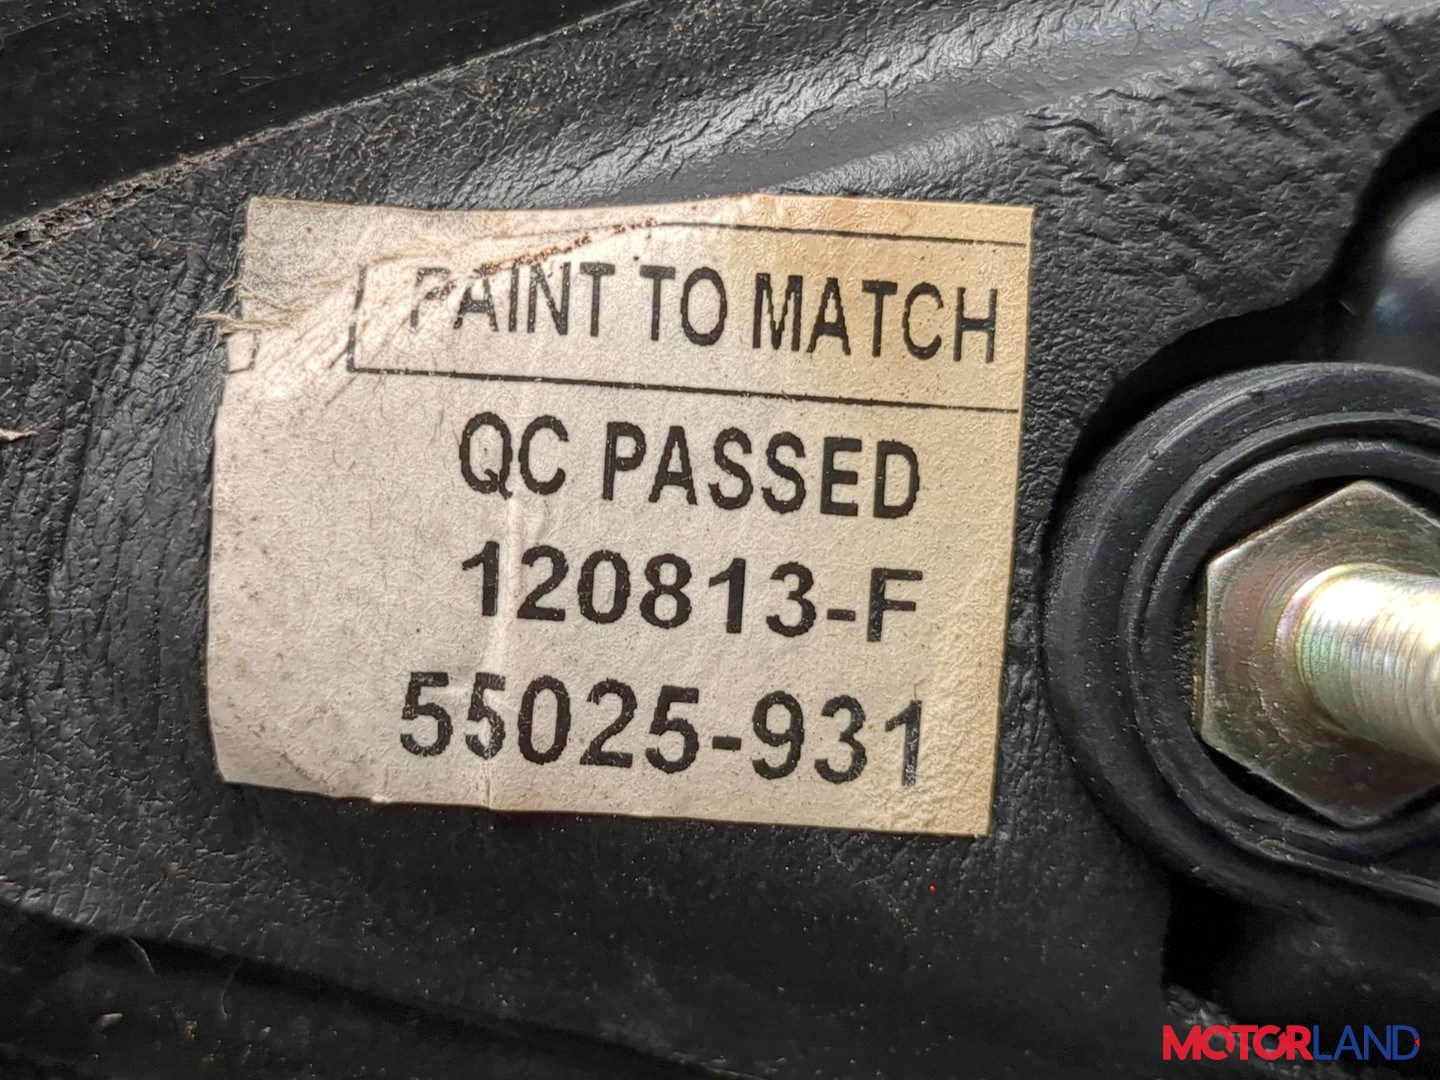 PAINT TO MATCH
QC PASSED
120813-F
55025-931
MOTORLAND